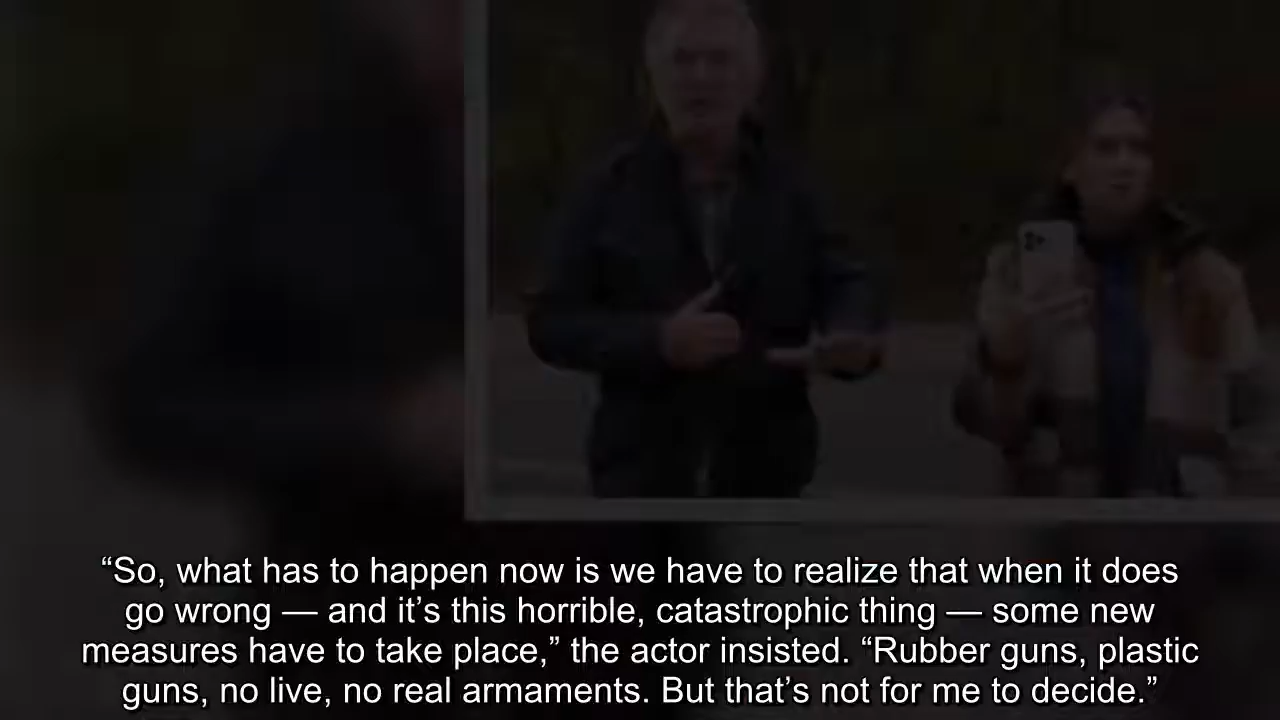 “So, what has to happen now is we have to realize that when it does
go wrong — and it’s this horrible, catastrophic thing — some new
measures have to take place,” the actor insisted. “Rubber guns, plastic
guns, no live, no real armaments. But that’s not for me to decide.”